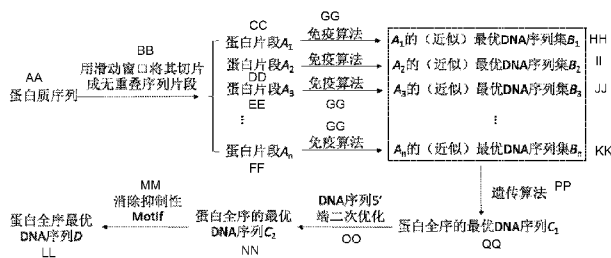 CC
GG
BB
蛋白片段A₁
免疫算法
A₁的（近似）最优DNA序列集B₁
HH
AA
用滑动窗口将其切片
蛋白片段A₂
免疫算法
A₂的（近似）最优DNA序列集B₂
II
蛋白质序列
成无重叠序列片段
DD
蛋白片段A₃
免疫算法
A₃的（近似）最优DNA序列集B₃
JJ
EE
GG
⋮
GG
⋮
蛋白片段Aₙ
免疫算法
Aₙ的（近似）最优DNA序列集Bₙ
KK
FF
MM
消除抑制性
Motif
DNA序列5'
端二次优化
遗传算法
PP
蛋白全序最优
DNA序列D
蛋白全序的最优
DNA序列C₂
蛋白全序的最优DNA序列C₁
LL
NN
OO
QQ